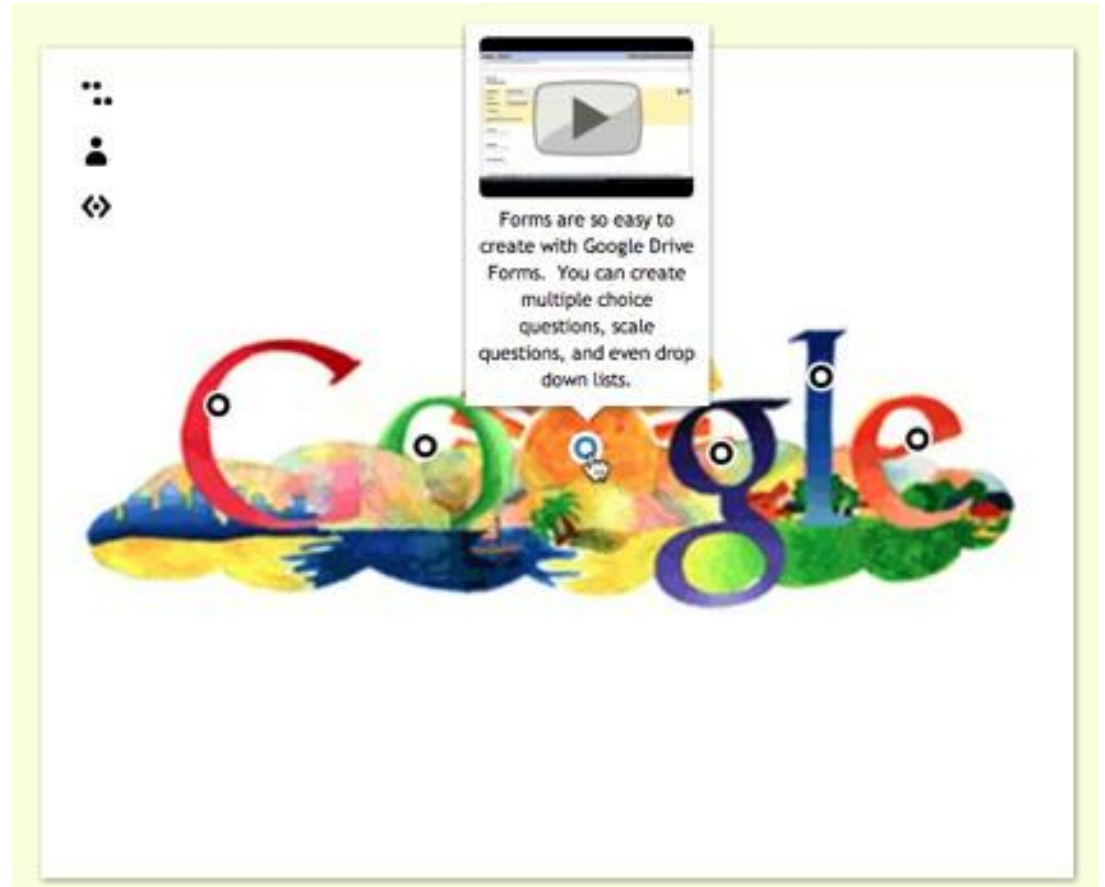 Forms are so easy to
create with Google Drive
Forms. You can create
multiple choice
questions, scale
questions, and even drop
down lists.
Google